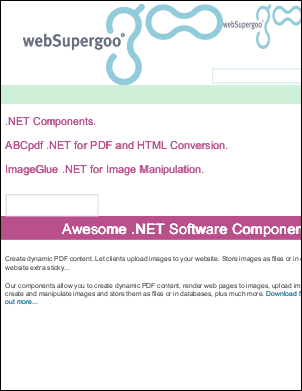 webSupergoo°
webSupergoo°
.NET Components.
ABCpdf .NET for PDF and HTML Conversion.
ImageGlue .NET for Image Manipulation.
Awesome .NET Software Componen
Create dynamic PDF content. Let clients upload images to your website. Store images as files or in
website extra sticky...
Our components allow you to create dynamic PDF content, render web pages to images, upload im
create and manipulate images and store them as files or in databases, plus much more. Download
out more...